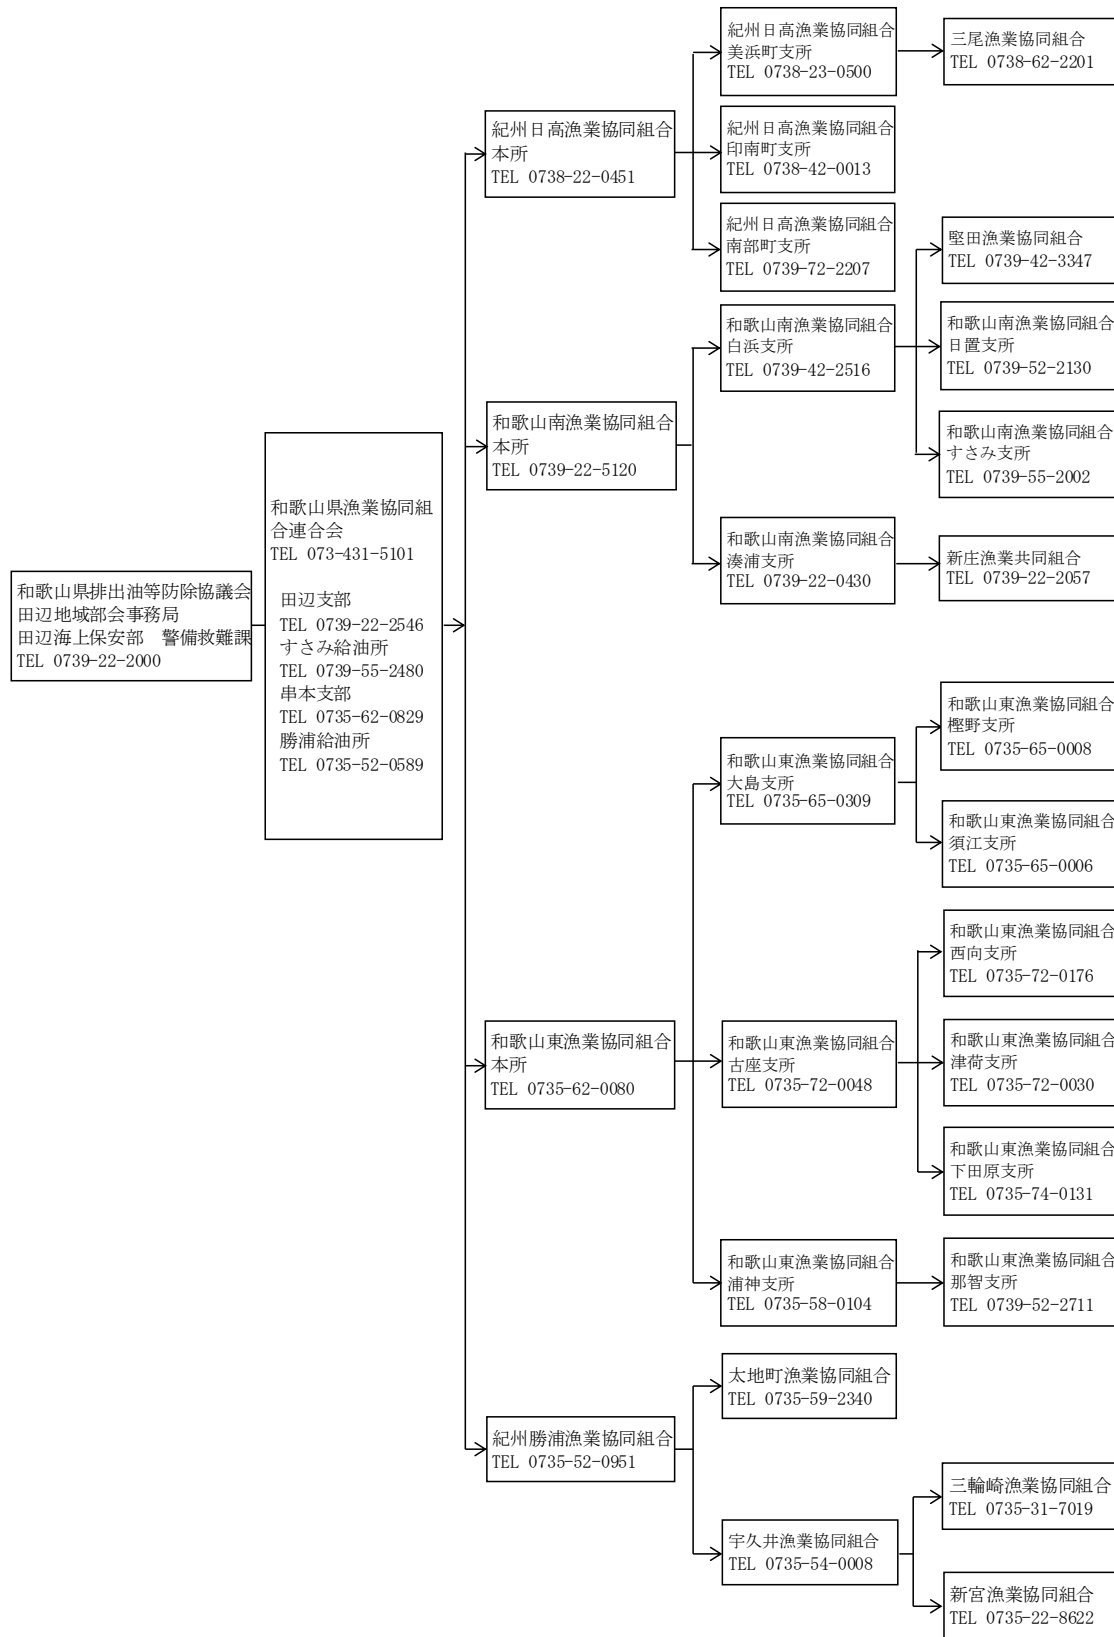 和歌山県排出油等防除協議会
田辺地域部会事務局
田辺海上保安部　警備救難課
TEL 0739-22-2000
和歌山県漁業協同組
合連合会
TEL 073-431-5101
田辺支部
TEL 0739-22-2546
すさみ給油所
TEL 0739-55-2480
串本支部
TEL 0735-62-0829
勝浦給油所
TEL 0735-52-0589
紀州日高漁業協同組合
本所
TEL 0738-22-0451
紀州日高漁業協同組合
美浜町支所
TEL 0738-23-0500
三尾漁業協同組合
TEL 0738-62-2201
紀州日高漁業協同組合
印南町支所
TEL 0738-42-0013
紀州日高漁業協同組合
南部町支所
TEL 0739-72-2207
和歌山南漁業協同組合
本所
TEL 0739-22-5120
和歌山南漁業協同組合
白浜支所
TEL 0739-42-2516
堅田漁業協同組合
TEL 0739-42-3347
和歌山南漁業協同組合
日置支所
TEL 0739-52-2130
和歌山南漁業協同組合
すさみ支所
TEL 0739-55-2002
和歌山南漁業協同組合
湊浦支所
TEL 0739-22-0430
新庄漁業共同組合
TEL 0739-22-2057
和歌山東漁業協同組合
本所
TEL 0735-62-0080
和歌山東漁業協同組合
大島支所
TEL 0735-65-0309
和歌山東漁業協同組合
樫野支所
TEL 0735-65-0008
和歌山東漁業協同組合
須江支所
TEL 0735-65-0006
和歌山東漁業協同組合
古座支所
TEL 0735-72-0048
和歌山東漁業協同組合
西向支所
TEL 0735-72-0176
和歌山東漁業協同組合
津荷支所
TEL 0735-72-0030
和歌山東漁業協同組合
下田原支所
TEL 0735-74-0131
和歌山東漁業協同組合
浦神支所
TEL 0735-58-0104
和歌山東漁業協同組合
那智支所
TEL 0739-52-2711
紀州勝浦漁業協同組合
TEL 0735-52-0951
太地町漁業協同組合
TEL 0735-59-2340
宇久井漁業協同組合
TEL 0735-54-0008
三輪崎漁業協同組合
TEL 0735-31-7019
新宮漁業協同組合
TEL 0735-22-8622